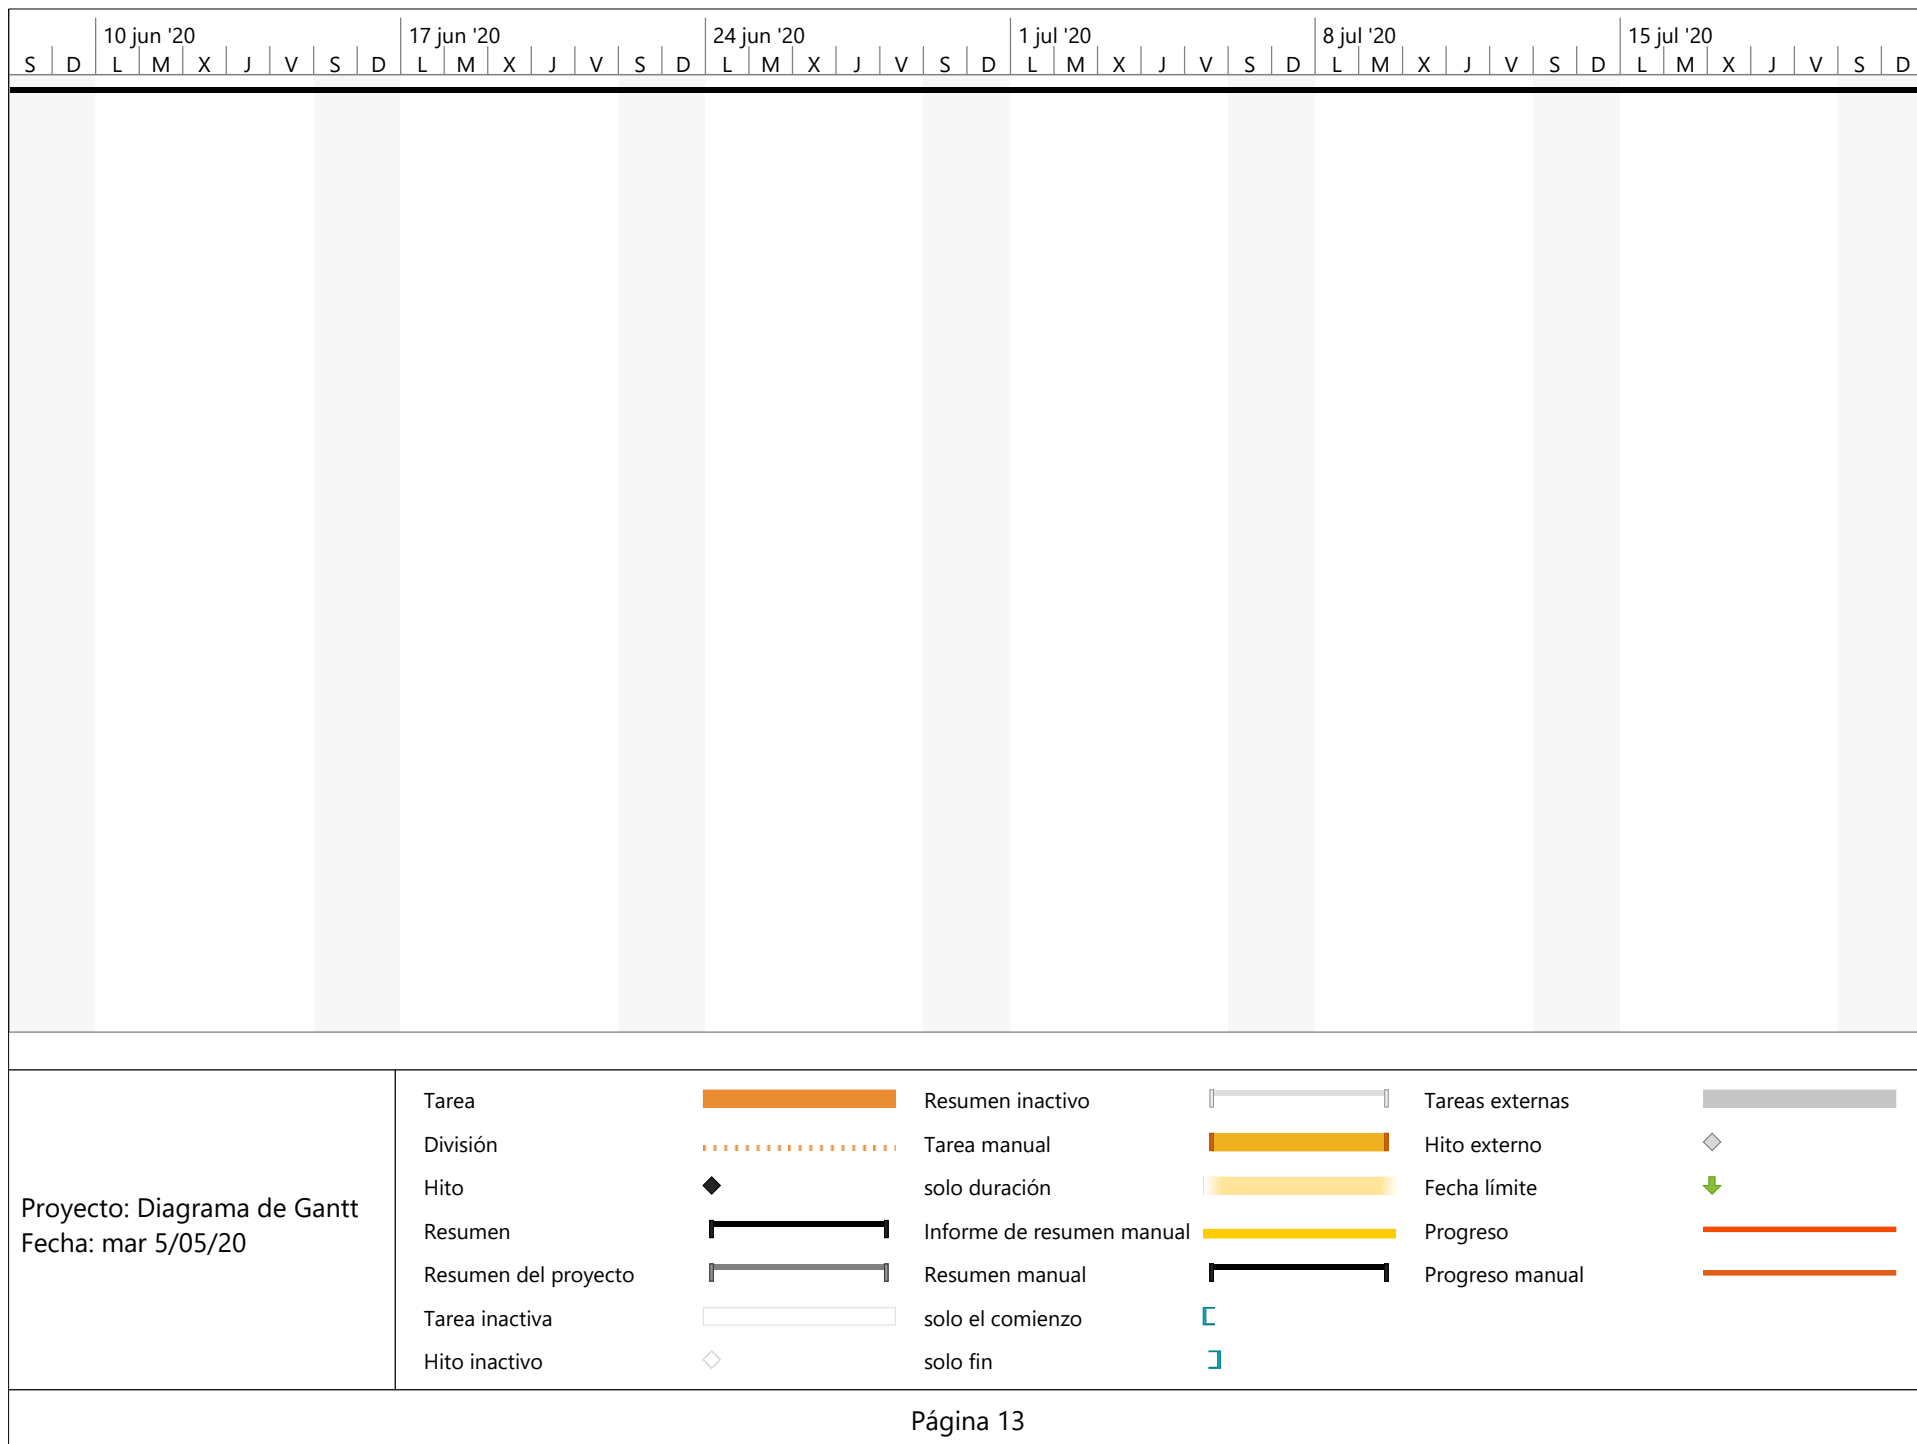 10 jun '20 17 jun '20 24 jun '20 1 jul '20 8 jul '20 15 jul '20
S D L M X J V S D L M X J V S D L M X J V S D L M X J V S D L M X J V S D L M X J V S D
Proyecto: Diagrama de Gantt
Fecha: mar 5/05/20
Tarea
División
Hito
Resumen
Resumen del proyecto
Tarea inactiva
Hito inactivo
Resumen inactivo
Tarea manual
solo duración
Informe de resumen manual
Resumen manual
solo el comienzo
solo fin
Tareas externas
Hito externo
Fecha límite
Progreso
Progreso manual
Página 13